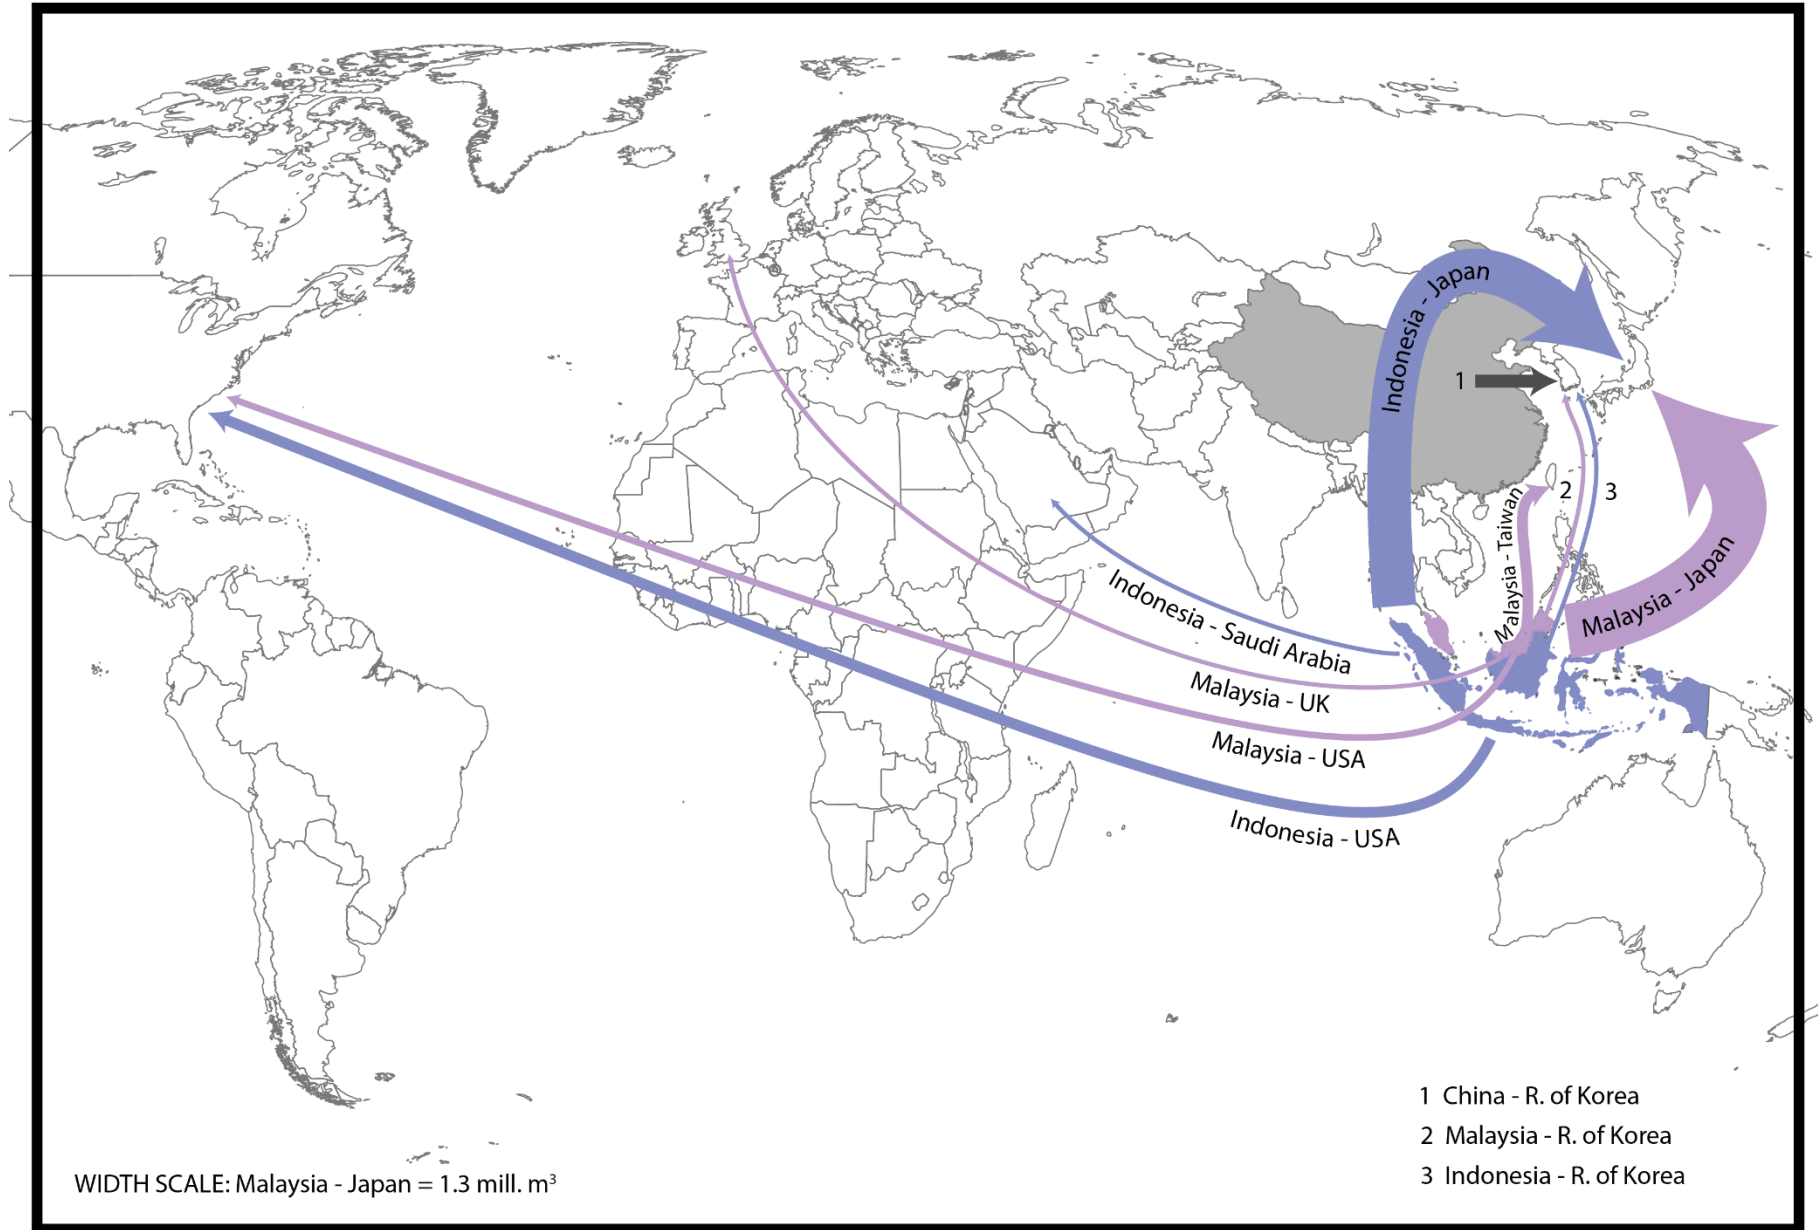 Indonesia - Japan
1
2
3
Malaysia - Taiwan
Malaysia - Japan
Indonesia - Saudi Arabia
Malaysia - UK
Malaysia - USA
Indonesia - USA
1 China - R. of Korea
2 Malaysia - R. of Korea
3 Indonesia - R. of Korea
WIDTH SCALE: Malaysia - Japan = 1.3 mill. m³